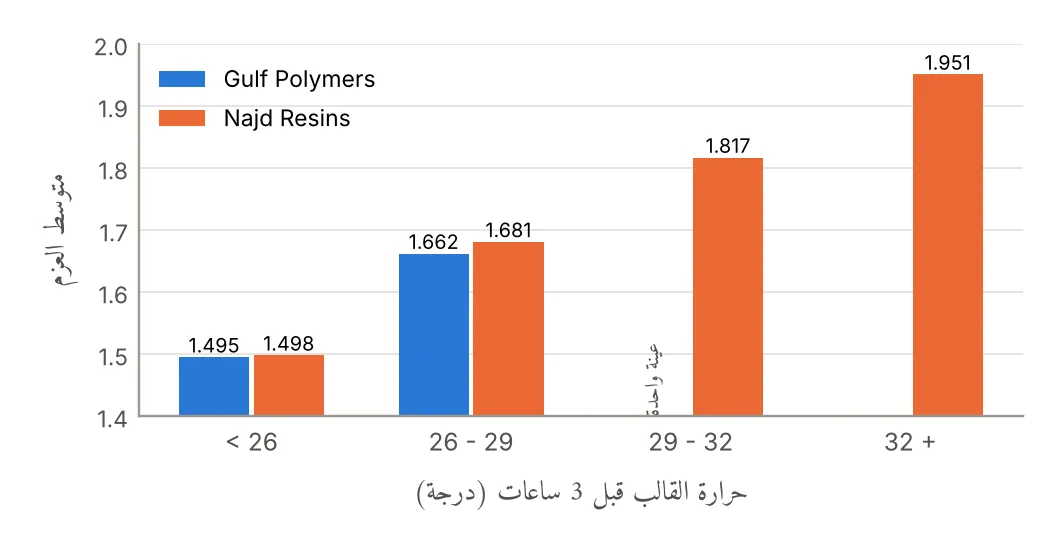 Gulf Polymers
Najd Resins
متوسط العزم
2.0
1.9
1.8
1.7
1.6
1.5
1.4
1.495
1.498
1.662
1.681
عينة واحدة
1.817
1.951
< 26
26 - 29
29 - 32
32 +
حرارة القالب قبل 3 ساعات (درجة)